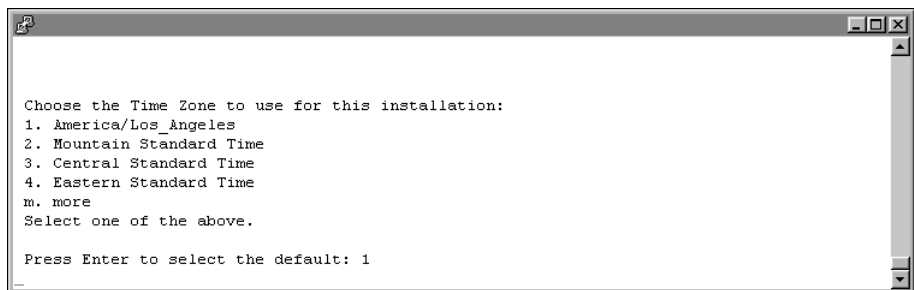 Choose the Time Zone to use for this installation:
1. America/Los_Angeles
2. Mountain Standard Time
3. Central Standard Time
4. Eastern Standard Time
m. more
Select one of the above.
Press Enter to select the default: 1